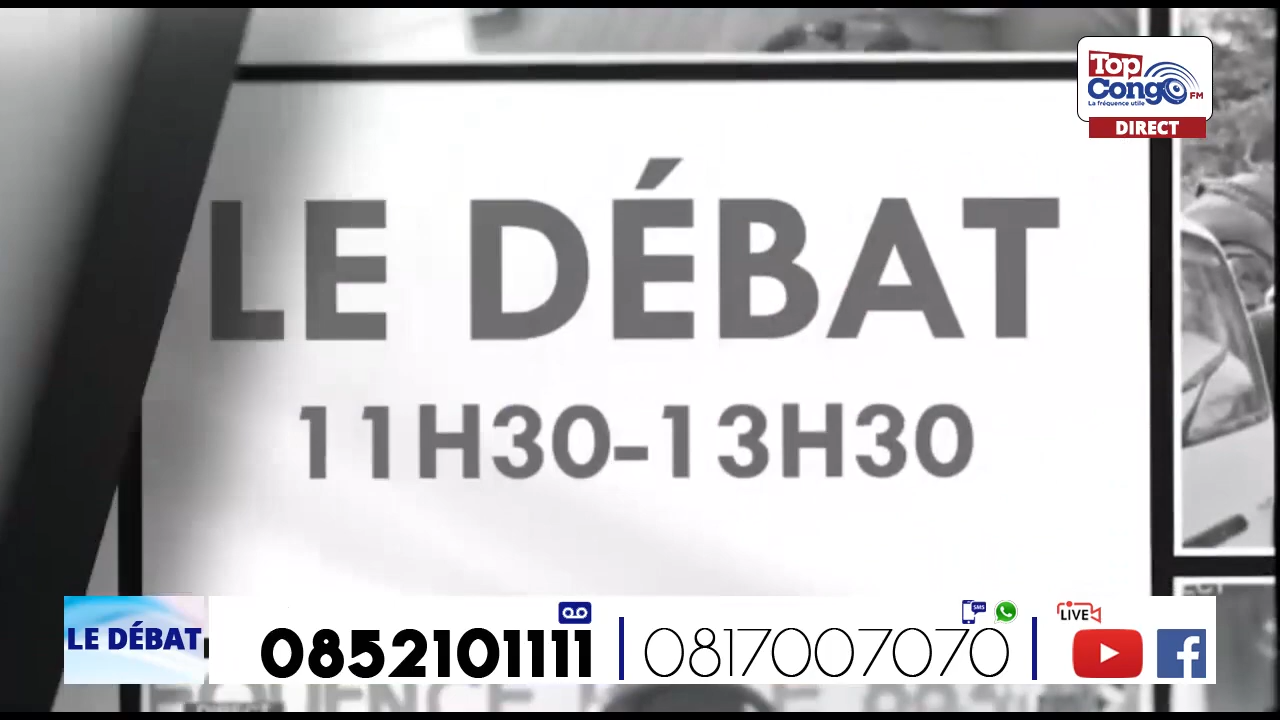 Top
Congo FM
La fréquence utile
DIRECT
LE DÉBAT
11H30-13H30
SMS
LIVE
LE DÉBAT
0852101111
0817007070